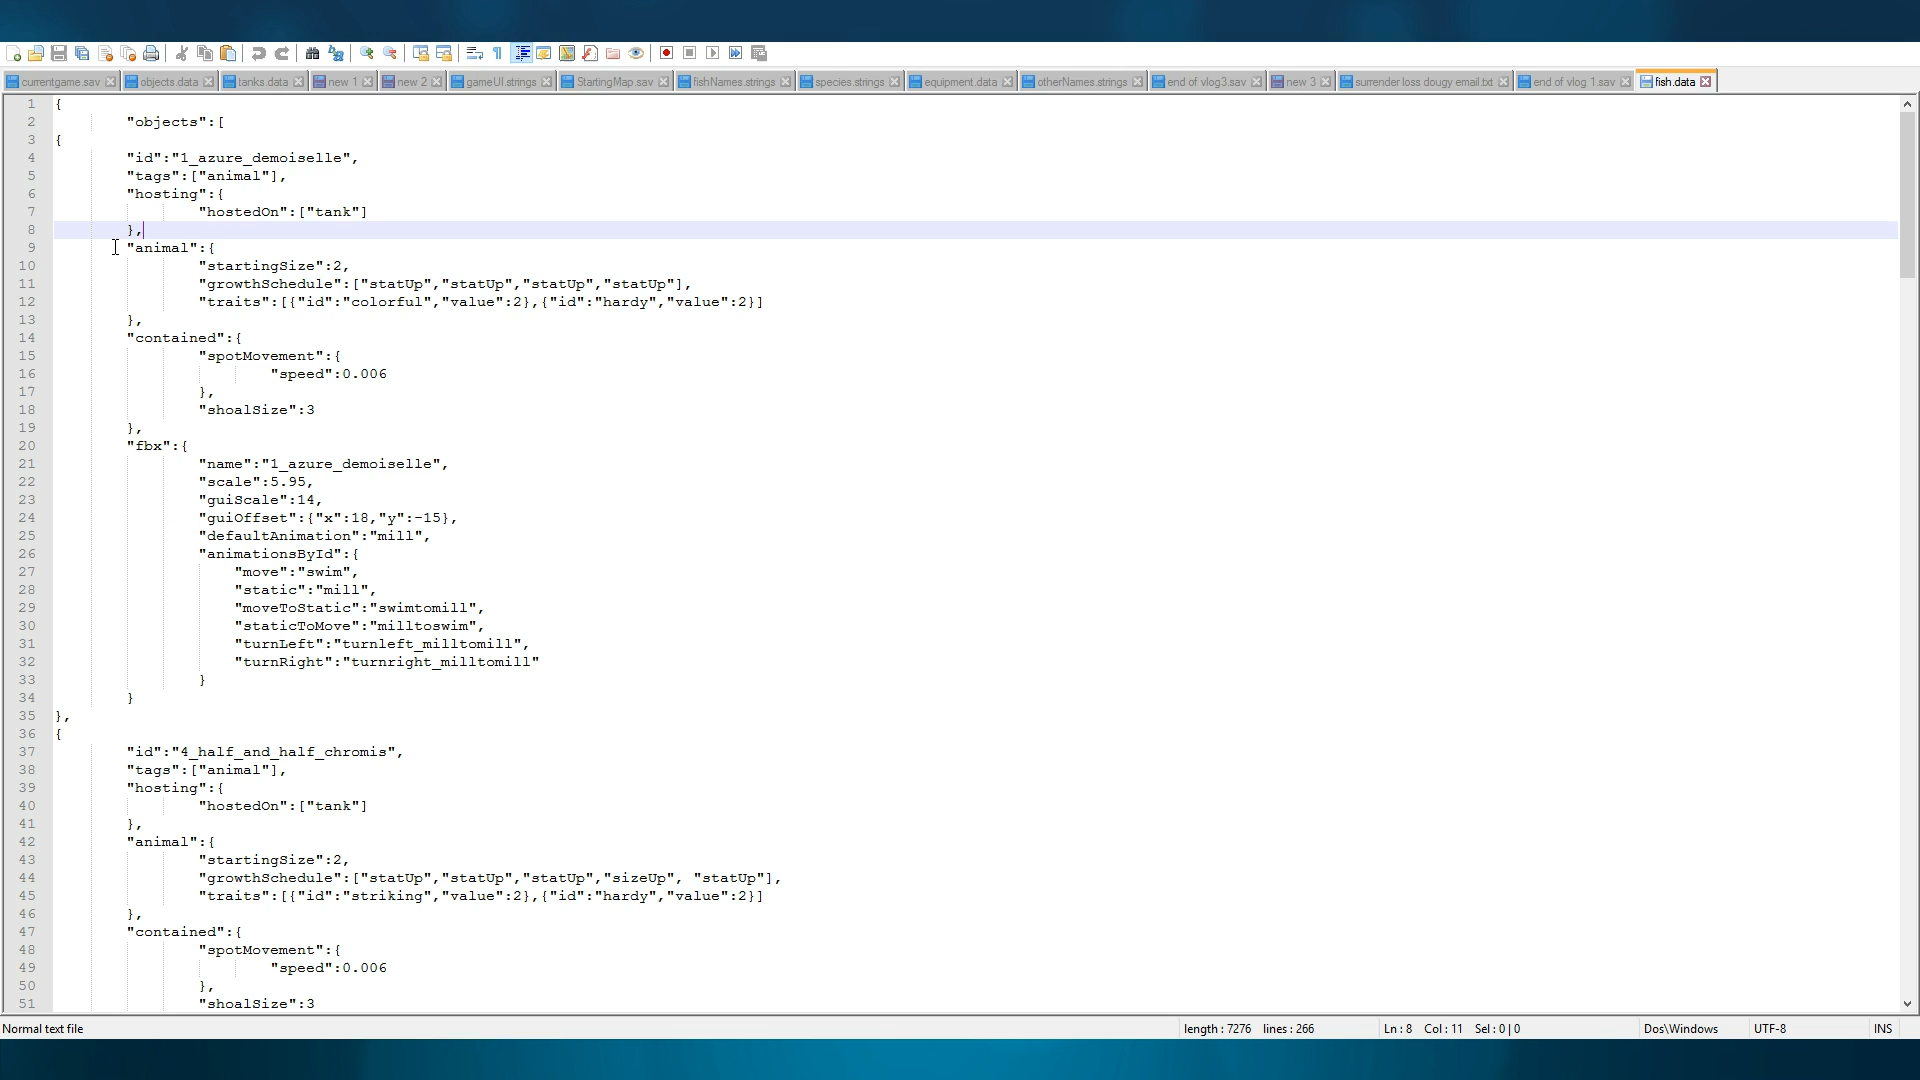 currentgame.sav objects.data tanks.data new 1 new 2 gameUI.strings StartingMap.sav fishNames.strings species.strings equipment.data otherNames.strings end of vlog3.sav new 3 surrender loss dougy email.txt end of vlog 1.sav fish.data
1 {
2 "objects":[
3 {
4 "id":"1_azure_demoiselle",
5 "tags":["animal"],
6 "hosting":{
7 "hostedOn":["tank"]
8 },
9 "animal":{
10 "startingSize":2,
11 "growthSchedule":["statUp","statUp","statUp","statUp"],
12 "traits":[{"id":"colorful","value":2},{"id":"hardy","value":2}]
13 },
14 "contained":{
15 "spotMovement":{
16 "speed":0.006
17 },
18 "shoalSize":3
19 },
20 "fbx":{
21 "name":"1_azure_demoiselle",
22 "scale":5.95,
23 "guiScale":14,
24 "guiOffset":{"x":18,"y":-15},
25 "defaultAnimation":"mill",
26 "animationsById":{
27 "move":"swim",
28 "static":"mill",
29 "moveToStatic":"swimtomill",
30 "staticToMove":"milltoswim",
31 "turnLeft":"turnleft_milltomill",
32 "turnRight":"turnright_milltomill"
33 }
34 }
35 },
36 {
37 "id":"4_half_and_half_chromis",
38 "tags":["animal"],
39 "hosting":{
40 "hostedOn":["tank"]
41 },
42 "animal":{
43 "startingSize":2,
44 "growthSchedule":["statUp","statUp","statUp","sizeUp", "statUp"],
45 "traits":[{"id":"striking","value":2},{"id":"hardy","value":2}]
46 },
47 "contained":{
48 "spotMovement":{
49 "speed":0.006
50 },
51 "shoalSize":3
Normal text file length : 7276 lines : 266 Ln : 8 Col : 11 Sel : 0 | 0 Dos\Windows UTF-8 INS